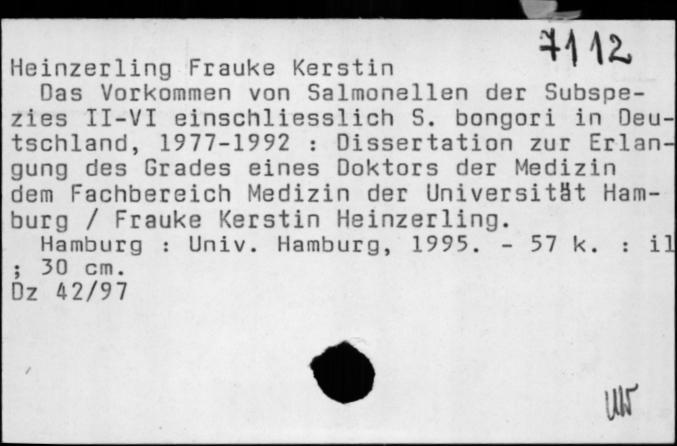 7112
Heinzerling Frauke Kerstin
Das Vorkommen von Salmonellen der Subspe-
zies II-VI einschliesslich S. bongori in Deu-
tschland, 1977-1992 : Dissertation zur Erlan-
gung des Grades eines Doktors der Medizin
dem Fachbereich Medizin der Universität Ham-
burg / Frauke Kerstin Heinzerling.
Hamburg : Univ. Hamburg, 1995. - 57 k. : il
; 30 cm.
Dz 42/97